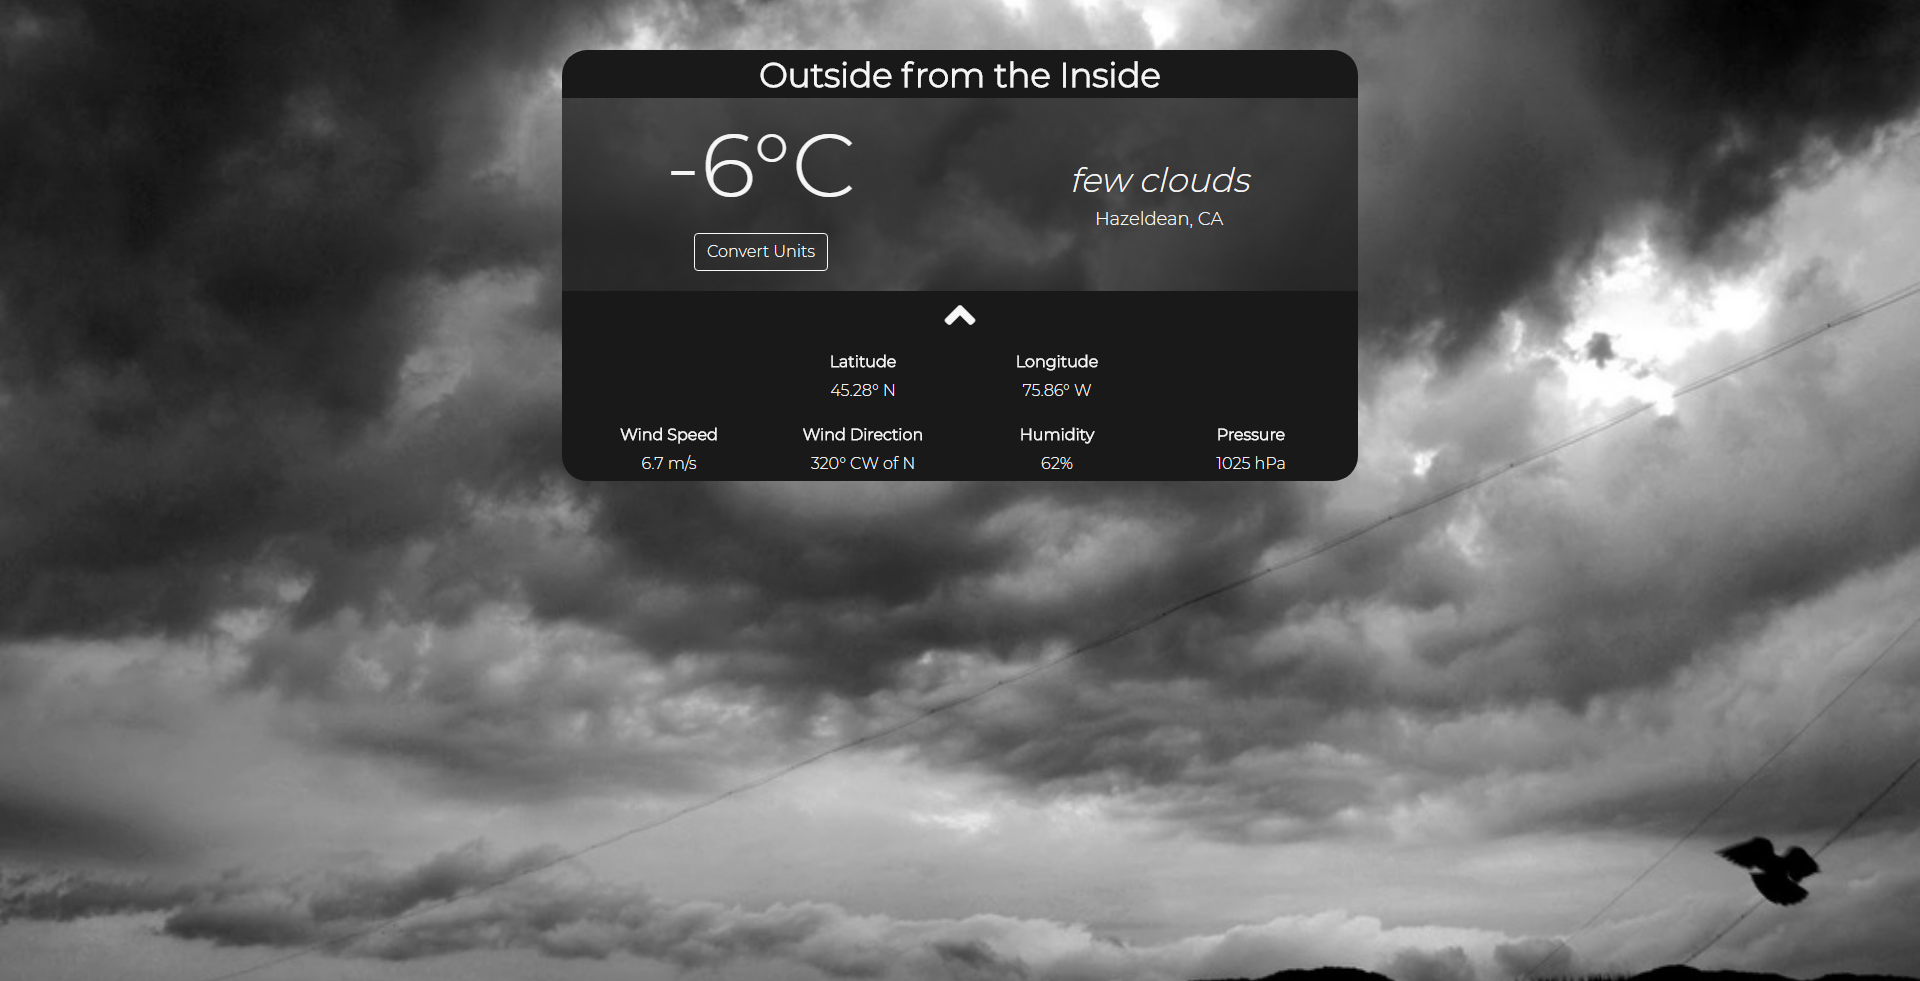 Outside from the Inside
-6°C
few clouds
Hazeldean, CA
Convert Units
Latitude Longitude
45.28° N 75.86° W
Wind Speed Wind Direction Humidity Pressure
6.7 m/s 320° CW of N 62% 1025 hPa